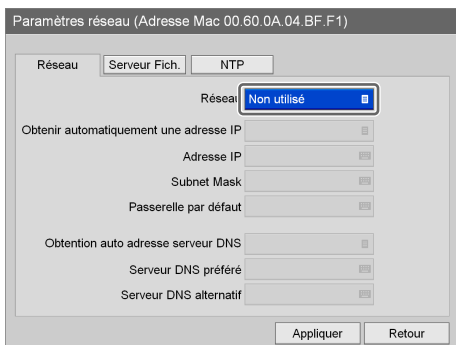 Paramètres réseau (Adresse Mac 00.60.0A.04.BF.F1)
Réseau Serveur Fich. NTP
Réseau Non utilisé
Obtenir automatiquement une adresse IP
Adresse IP
Subnet Mask
Passerelle par défaut
Obtention auto adresse serveur DNS
Serveur DNS préféré
Serveur DNS alternatif
Appliquer Retour